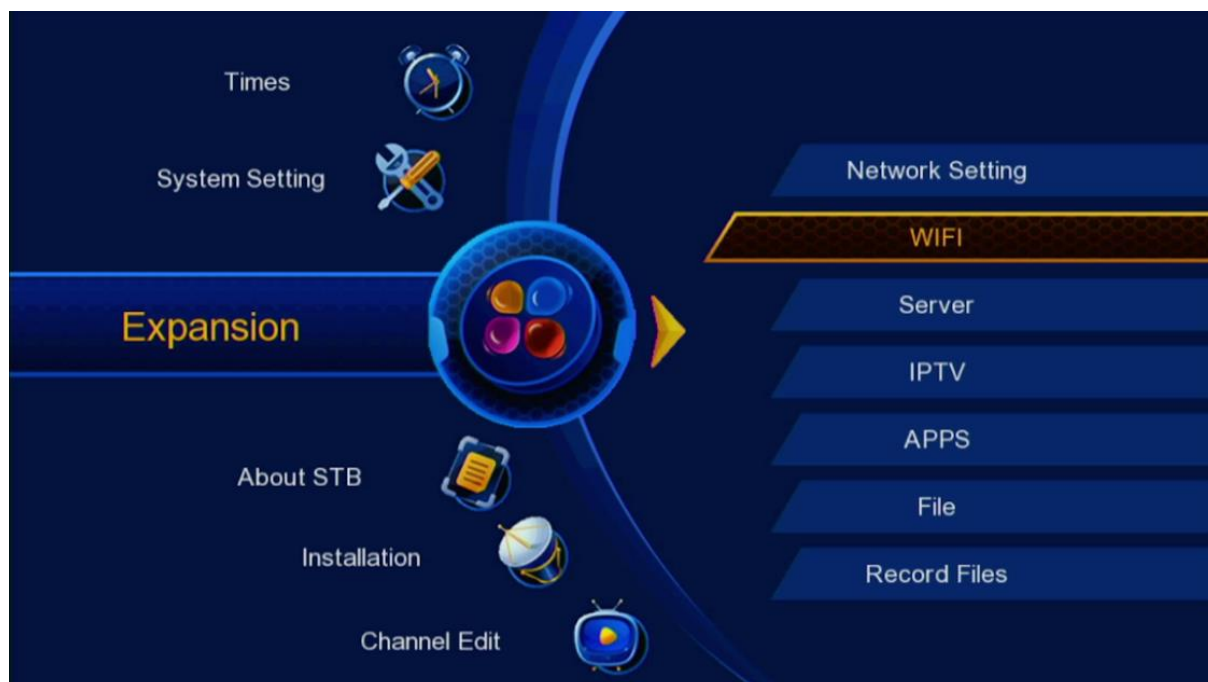 Times
System Setting
Expansion
About STB
Installation
Channel Edit
Network Setting
WIFI
Server
IPTV
APPS
File
Record Files